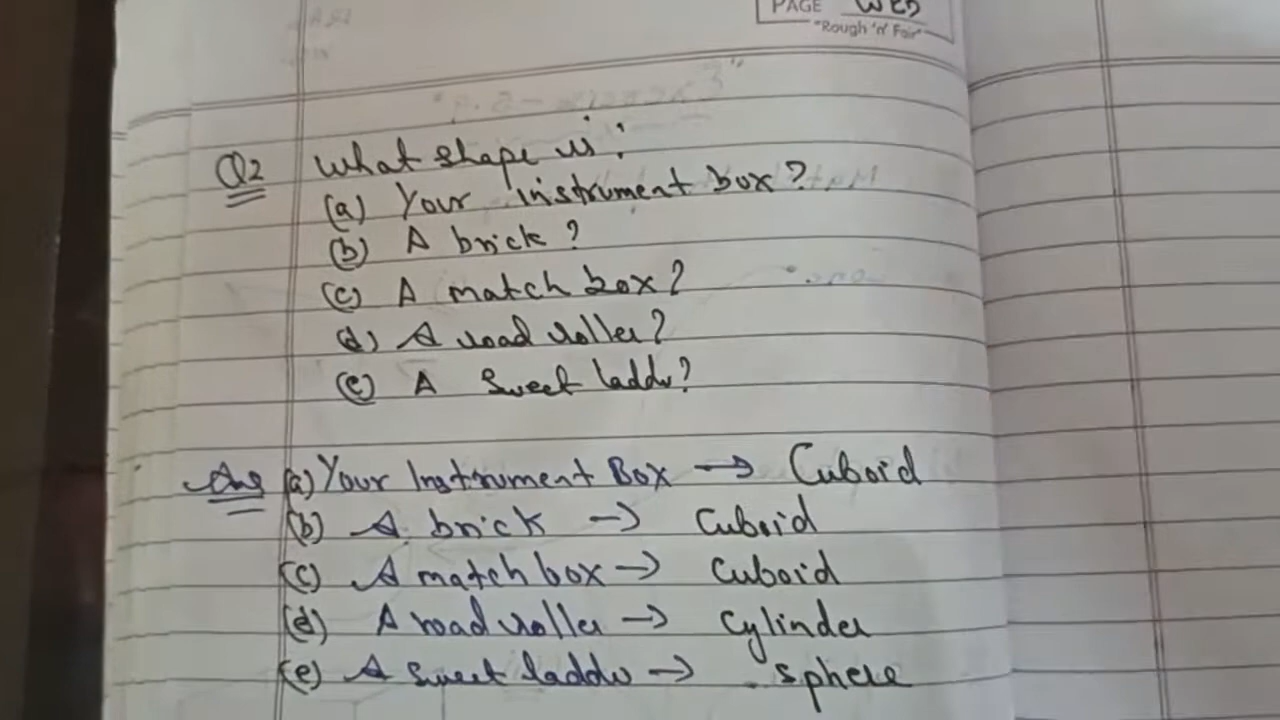 PAGE WED
"Rough 'n' Fair"
Q2 What shape is:
(a) Your instrument box?
(b) A brick?
(c) A match box?
(d) A road roller?
(e) A Sweet laddu?
Ans (a) Your Instrument Box → Cuboid
(b) A brick → Cuboid
(c) A match box → Cuboid
(d) A road roller → Cylinder
(e) A Sweet laddu → sphere